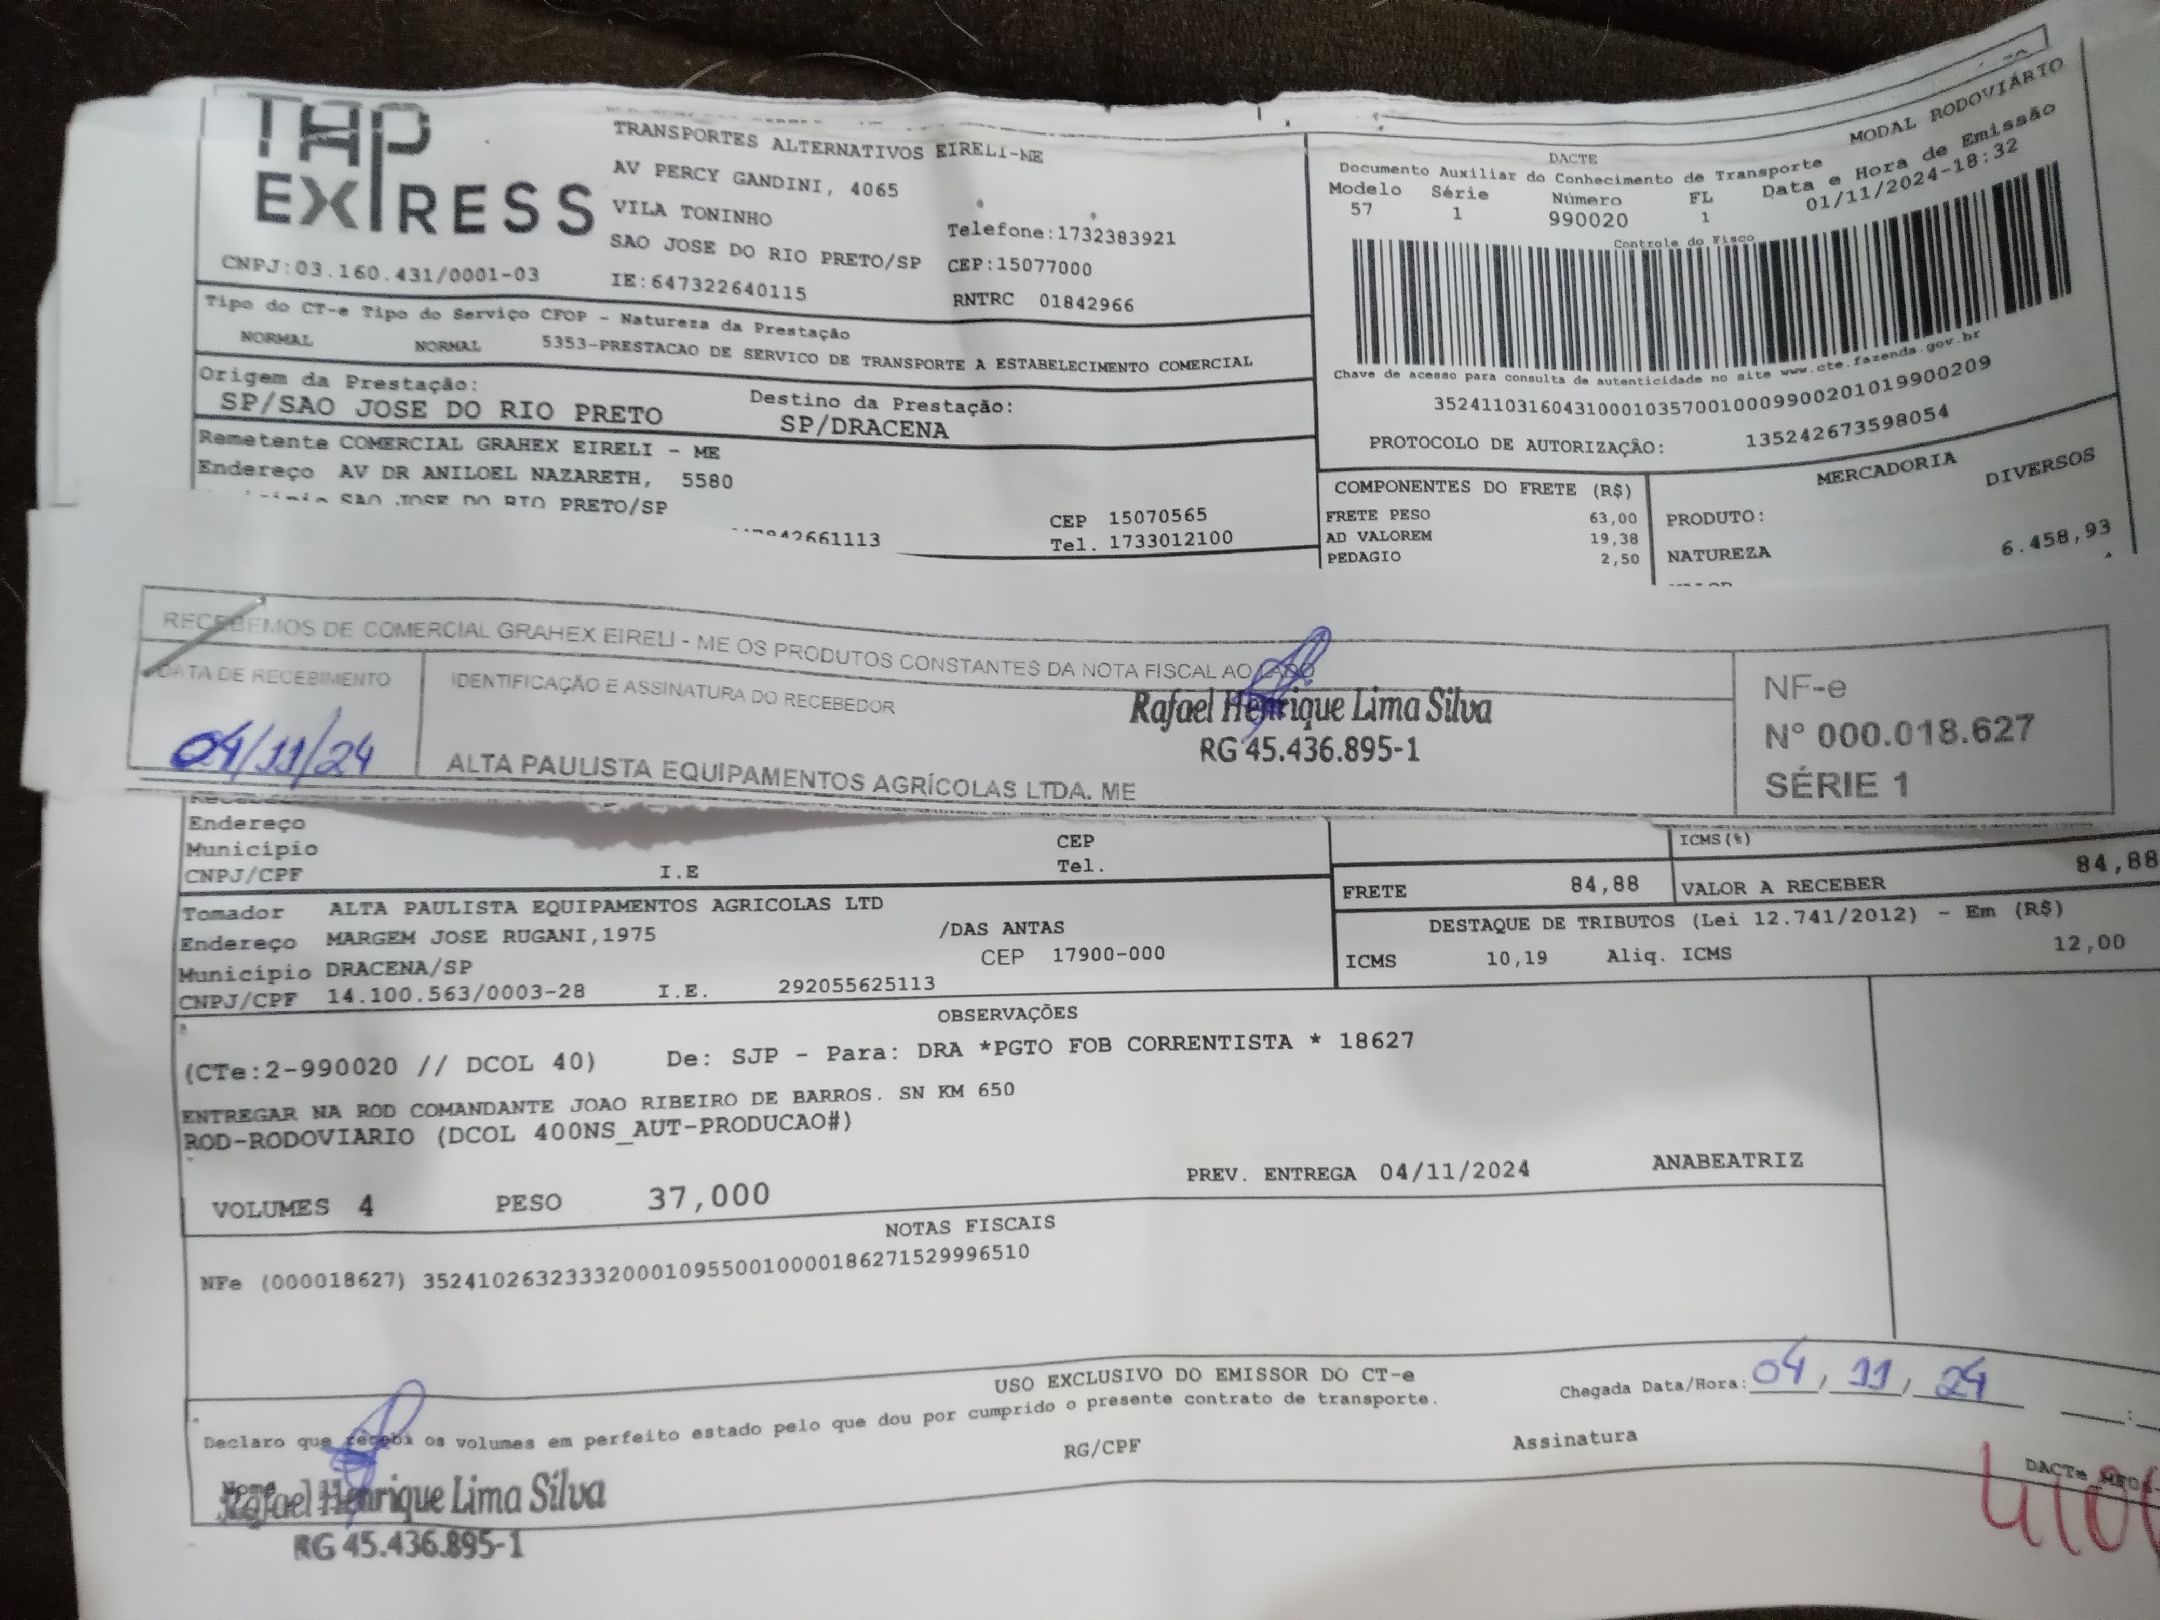 TAP
EXPRESS
TRANSPORTES ALTERNATIVOS EIRELI-ME
AV PERCY GANDINI, 4065
VILA TONINHO
SAO JOSE DO RIO PRETO/SP
Telefone:1732383921
CEP:15077000
CNPJ:03.160.431/0001-03
IE:647322640115
RNTRC 01842966
MODAL RODOVIÁRIO
DACTE
Documento Auxiliar do Conhecimento de Transporte
Data e Hora de Emissão
Modelo Série Número FL
57 1 990020 1 01/11/2024-18:32
Controle do Fisco
Chave de acesso para consulta de autenticidade no site www.cte.fazenda.gov.br
35241103160431000103570010009900201019900209
PROTOCOLO DE AUTORIZAÇÃO: 135242673598054
Tipo do CT-e Tipo do Serviço CFOP - Natureza da Prestação
NORMAL NORMAL 5353-PRESTACAO DE SERVICO DE TRANSPORTE A ESTABELECIMENTO COMERCIAL
Origem da Prestação: Destino da Prestação:
SP/SAO JOSE DO RIO PRETO SP/DRACENA
Remetente COMERCIAL GRAHEX EIRELI - ME
Endereço AV DR ANILOEL NAZARETH, 5580
SAO JOSE DO RIO PRETO/SP CEP 15070565
42661113 Tel. 1733012100
COMPONENTES DO FRETE (R$)
FRETE PESO 63,00
AD VALOREM 19,38
PEDAGIO 2,50
MERCADORIA
PRODUTO: DIVERSOS
NATUREZA
6.458,93
RECEBEMOS DE COMERCIAL GRAHEX EIRELI - ME OS PRODUTOS CONSTANTES DA NOTA FISCAL AO LADO
DATA DE RECEBIMENTO
IDENTIFICAÇÃO E ASSINATURA DO RECEBEDOR
Rafael Henrique Lima Silva
RG 45.436.895-1
04/11/24
ALTA PAULISTA EQUIPAMENTOS AGRÍCOLAS LTDA. ME
NF-e
Nº 000.018.627
SÉRIE 1
Endereço
Município CEP
CNPJ/CPF I.E Tel.
ICMS(%)
FRETE 84,88 VALOR A RECEBER 84,88
Tomador ALTA PAULISTA EQUIPAMENTOS AGRICOLAS LTD
Endereço MARGEM JOSE RUGANI,1975 /DAS ANTAS
Município DRACENA/SP CEP 17900-000
CNPJ/CPF 14.100.563/0003-28 I.E. 292055625113
DESTAQUE DE TRIBUTOS (Lei 12.741/2012) - Em (R$)
ICMS 10,19 Aliq. ICMS 12,00
OBSERVAÇÕES
(CTe:2-990020 // DCOL 40) De: SJP - Para: DRA *PGTO FOB CORRENTISTA * 18627
ENTREGAR NA ROD COMANDANTE JOAO RIBEIRO DE BARROS. SN KM 650
ROD-RODOVIARIO (DCOL 400NS_AUT-PRODUCAO#)
PREV. ENTREGA 04/11/2024 ANABEATRIZ
VOLUMES 4 PESO 37,000
NOTAS FISCAIS
NFe (000018627) 35241026323332000109550010000186271529996510
USO EXCLUSIVO DO EMISSOR DO CT-e
Declaro que recebi os volumes em perfeito estado pelo que dou por cumprido o presente contrato de transporte.
Chegada Data/Hora: 04, 11, 24
Nome RG/CPF Assinatura
Rafael Henrique Lima Silva
RG 45.436.895-1
DACTe